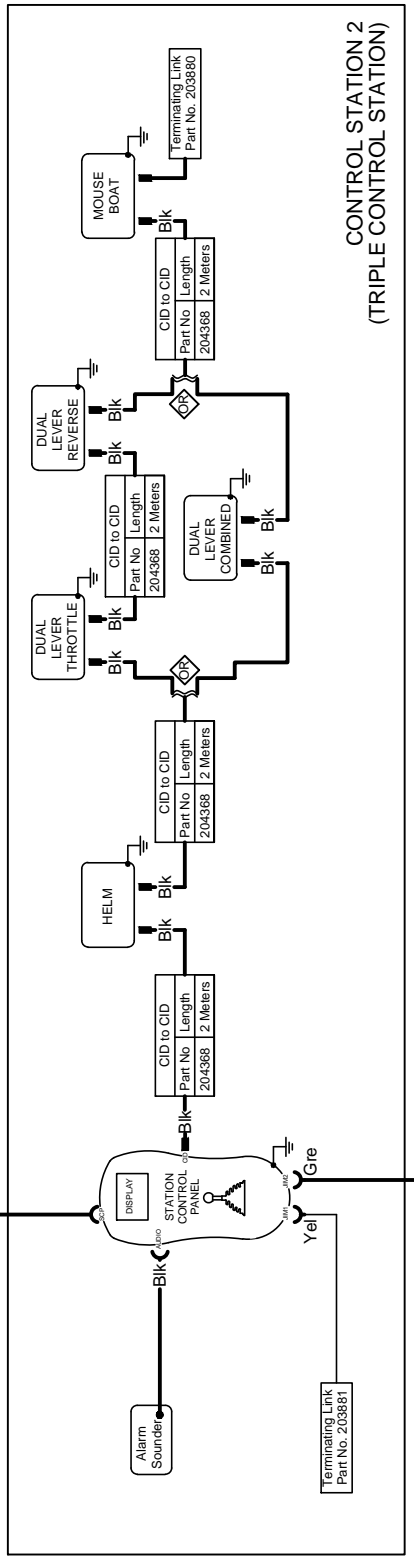 CONTROL STATION 2
(TRIPLE CONTROL STATION)
Alarm
Sounder
Blk
AUDIO
SCP
DISPLAY
STATION
CONTROL
PANEL
CID
JIM1
JIM2
Yel
Gre
Terminating Link
Part No. 203881
Blk
CID to CID
Part No Length
204368 2 Meters
HELM
Blk
Blk
CID to CID
Part No Length
204368 2 Meters
OR
DUAL
LEVER
THROTTLE
Blk
Blk
CID to CID
Part No Length
204368 2 Meters
DUAL
LEVER
REVERSE
Blk
Blk
DUAL
LEVER
COMBINED
Blk
Blk
OR
CID to CID
Part No Length
204368 2 Meters
MOUSE
BOAT
Blk
Terminating Link
Part No. 203880